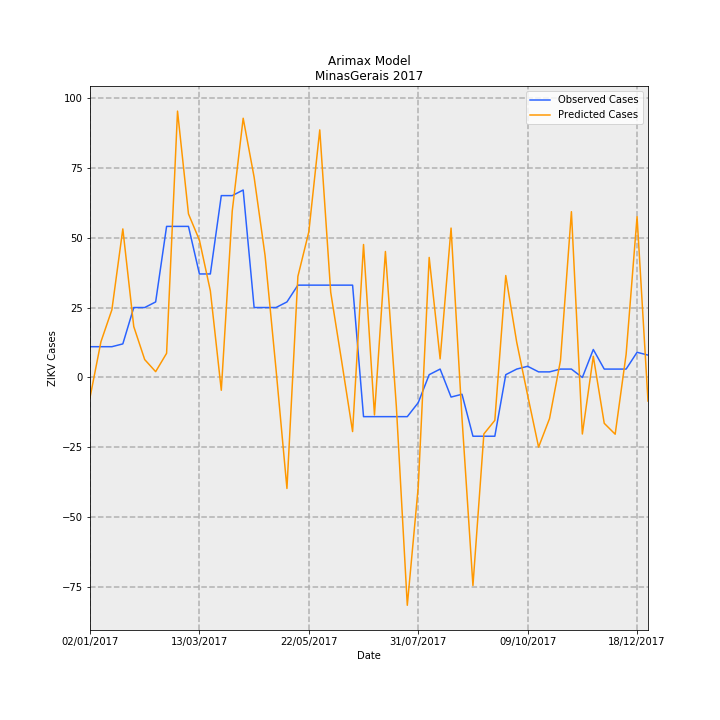 Arimax Model
MinasGerais 2017
Observed Cases
Predicted Cases
100
75
50
25
0
−25
−50
−75
ZIKV Cases
02/01/2017 13/03/2017 22/05/2017 31/07/2017 09/10/2017 18/12/2017
Date